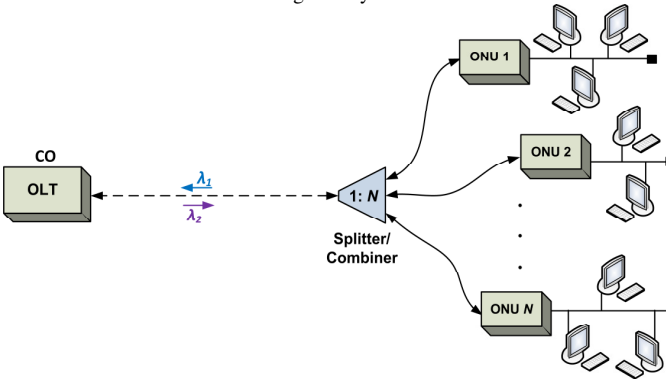 ONU 1
ONU 2
CO
OLT
λ1
λz
1: N
Splitter/
Combiner
ONU N